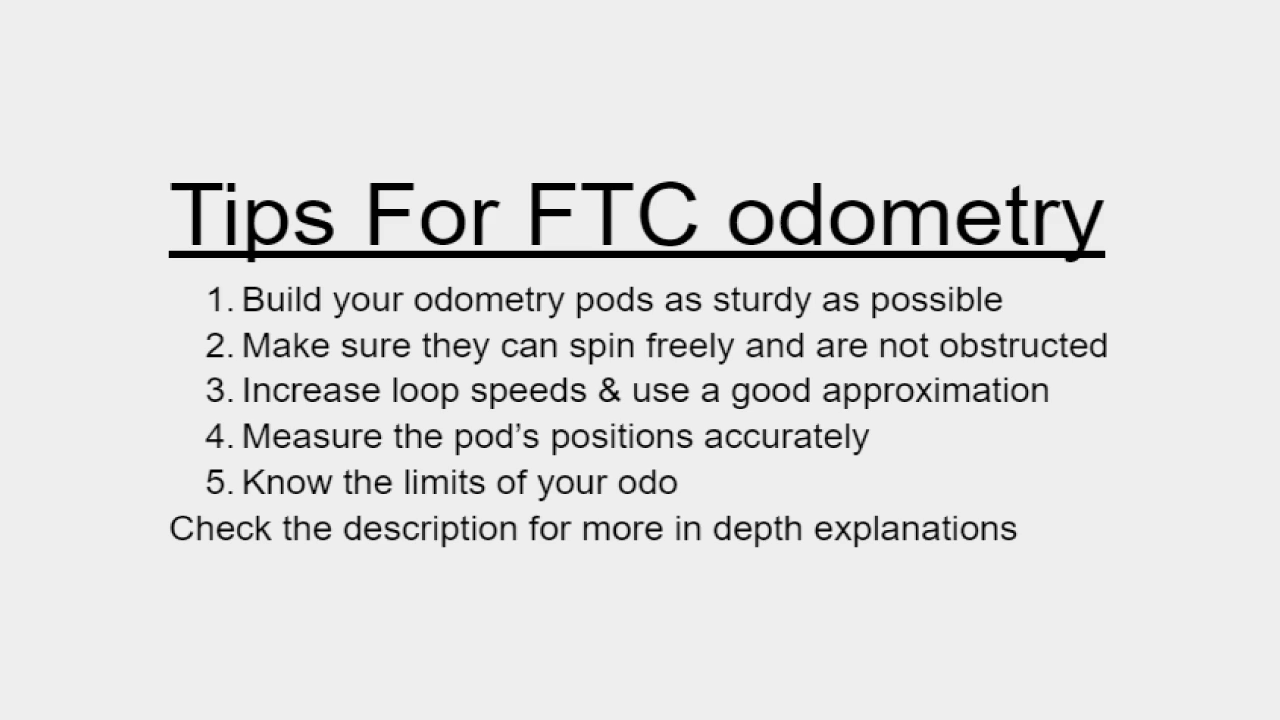 Tips For FTC odometry
1. Build your odometry pods as sturdy as possible
2. Make sure they can spin freely and are not obstructed
3. Increase loop speeds & use a good approximation
4. Measure the pod’s positions accurately
5. Know the limits of your odo
Check the description for more in depth explanations